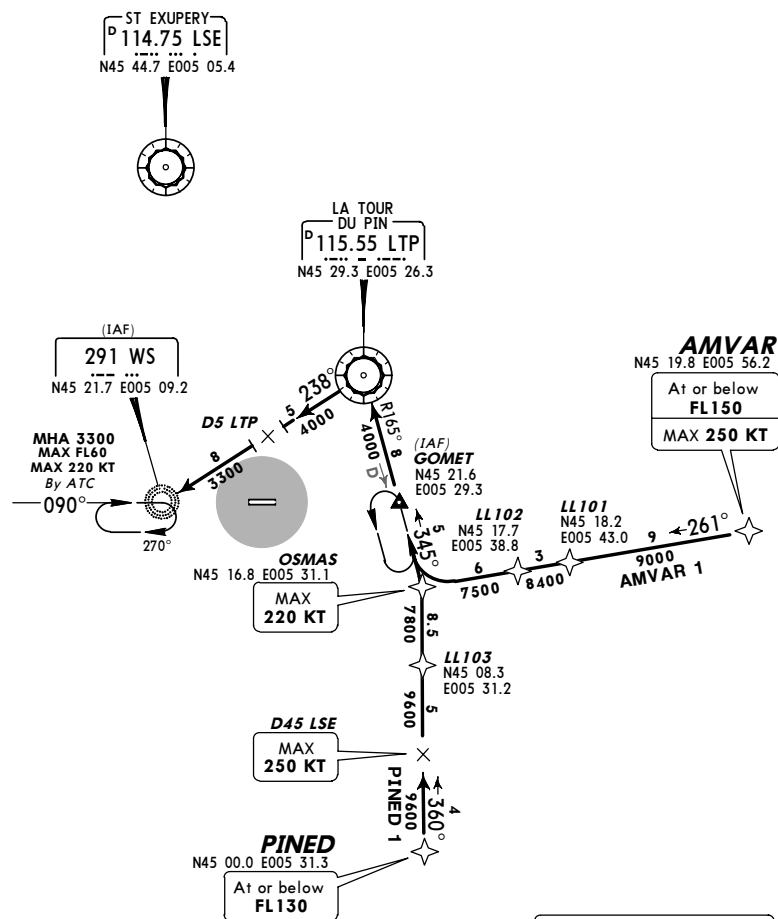 ST EXUPERY
D 114.75 LSE
N45 44.7 E005 05.4
LA TOUR
DU PIN
D 115.55 LTP
N45 29.3 E005 26.3
(IAF)
291 WS
N45 21.7 E005 09.2
MHA 3300
MAX FL60
MAX 220 KT
By ATC
090°
270°
D5 LTP
238°
5
4000
8
3300
R165°
8
4000
D
(IAF)
GOMET
N45 21.6
E005 29.3
AMVAR
N45 19.8 E005 56.2
At or below
FL150
MAX 250 KT
LL102
N45 17.7
E005 38.8
LL101
N45 18.2
E005 43.0
261°
9
9000
AMVAR 1
3
8400
6
7500
5
345°
OSMAS
N45 16.8 E005 31.1
MAX
220 KT
8.5
7800
LL103
N45 08.3
E005 31.2
5
9600
D45 LSE
MAX
250 KT
PINED 1
4
360°
9600
PINED
N45 00.0 E005 31.3
At or below
FL130